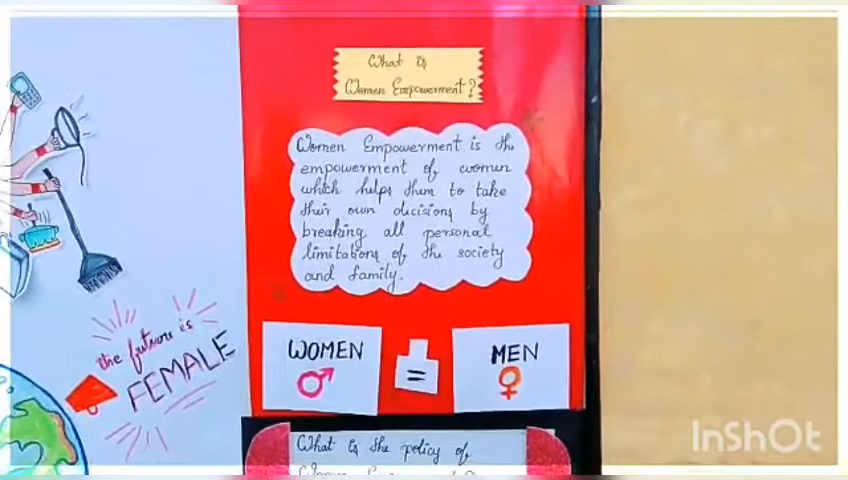 What is
Women Empowerment?
Women Empowerment is the
empowerment of women
which helps them to take
their own decisions by
breaking all personal
limitations of the society
and family.
the future is
FEMALE
WOMEN
=
MEN
What is the policy of
InShOt